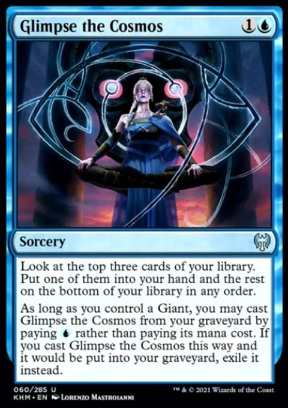 Glimpse the Cosmos 1
Sorcery
Look at the top three cards of your library.
Put one of them into your hand and the rest
on the bottom of your library in any order.
As long as you control a Giant, you may cast
Glimpse the Cosmos from your graveyard by
paying rather than paying its mana cost. If
you cast Glimpse the Cosmos this way and
it would be put into your graveyard, exile it
instead.
060/285 U
KHM • EN Lorenzo Mastroianni
™ & © 2021 Wizards of the Coast